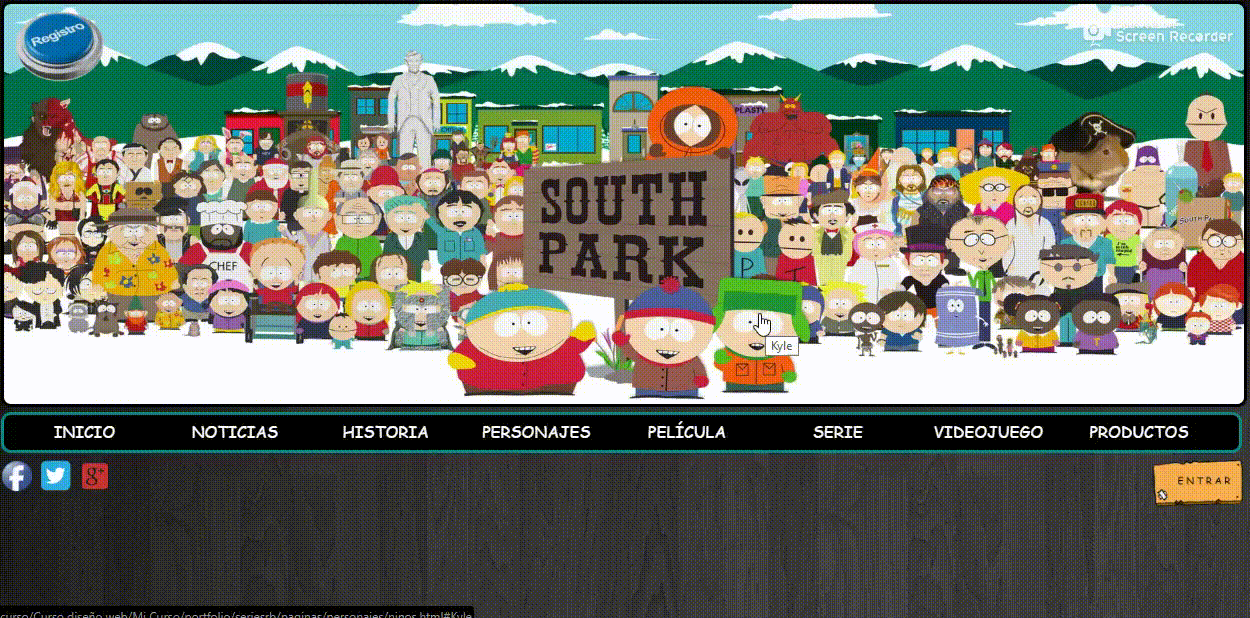 Registro
Screen Recorder
PLASTY
SOUTH
PARK
CHEF
P T
T
Kyle
INICIO NOTICIAS HISTORIA PERSONAJES PELÍCULA SERIE VIDEOJUEGO PRODUCTOS
f g+
ENTRAR
curso/Curso diseño web/Mi Curso/portfolio/seriesrb/paginas/personajes/ninos.html#Kyle